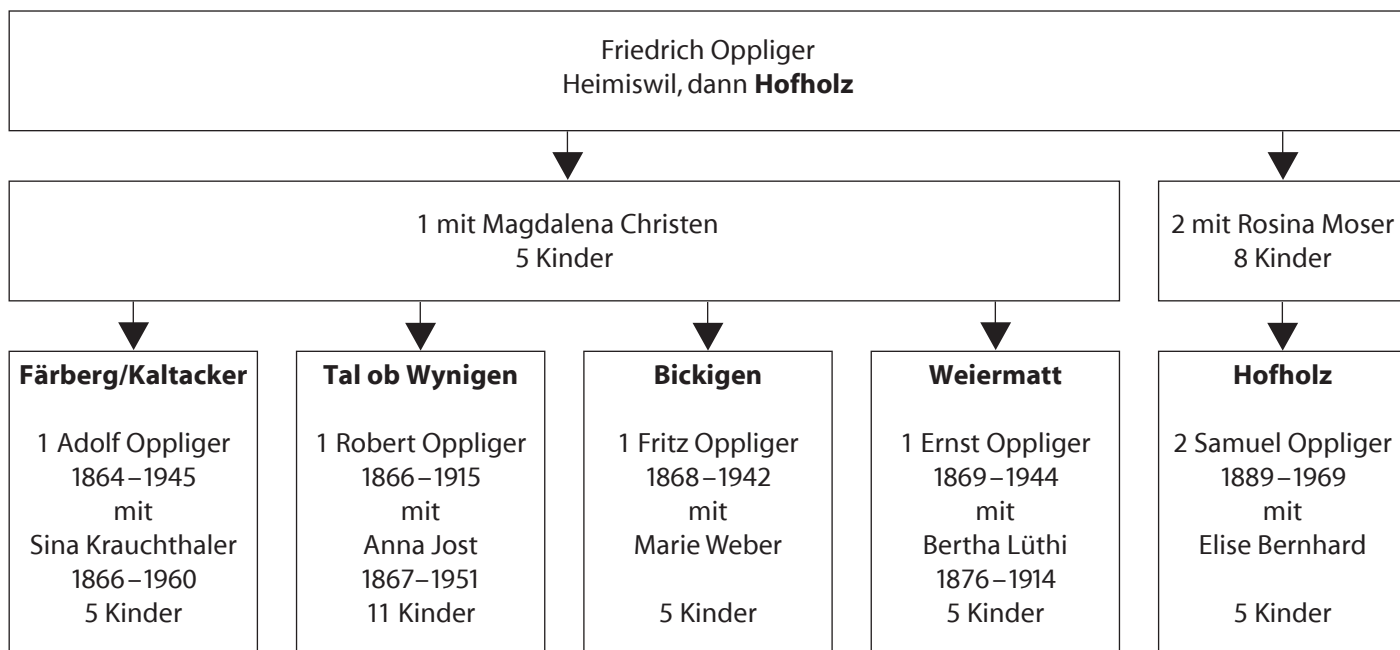 Friedrich Oppliger
Heimiswil, dann Hofholz
1 mit Magdalena Christen
5 Kinder
2 mit Rosina Moser
8 Kinder
Färberg/Kaltacker
1 Adolf Oppliger
1864–1945
mit
Sina Krauchthaler
1866–1960
5 Kinder
Tal ob Wynigen
1 Robert Oppliger
1866–1915
mit
Anna Jost
1867–1951
11 Kinder
Bickigen
1 Fritz Oppliger
1868–1942
mit
Marie Weber
5 Kinder
Weiermatt
1 Ernst Oppliger
1869–1944
mit
Bertha Lüthi
1876–1914
5 Kinder
Hofholz
2 Samuel Oppliger
1889–1969
mit
Elise Bernhard
5 Kinder